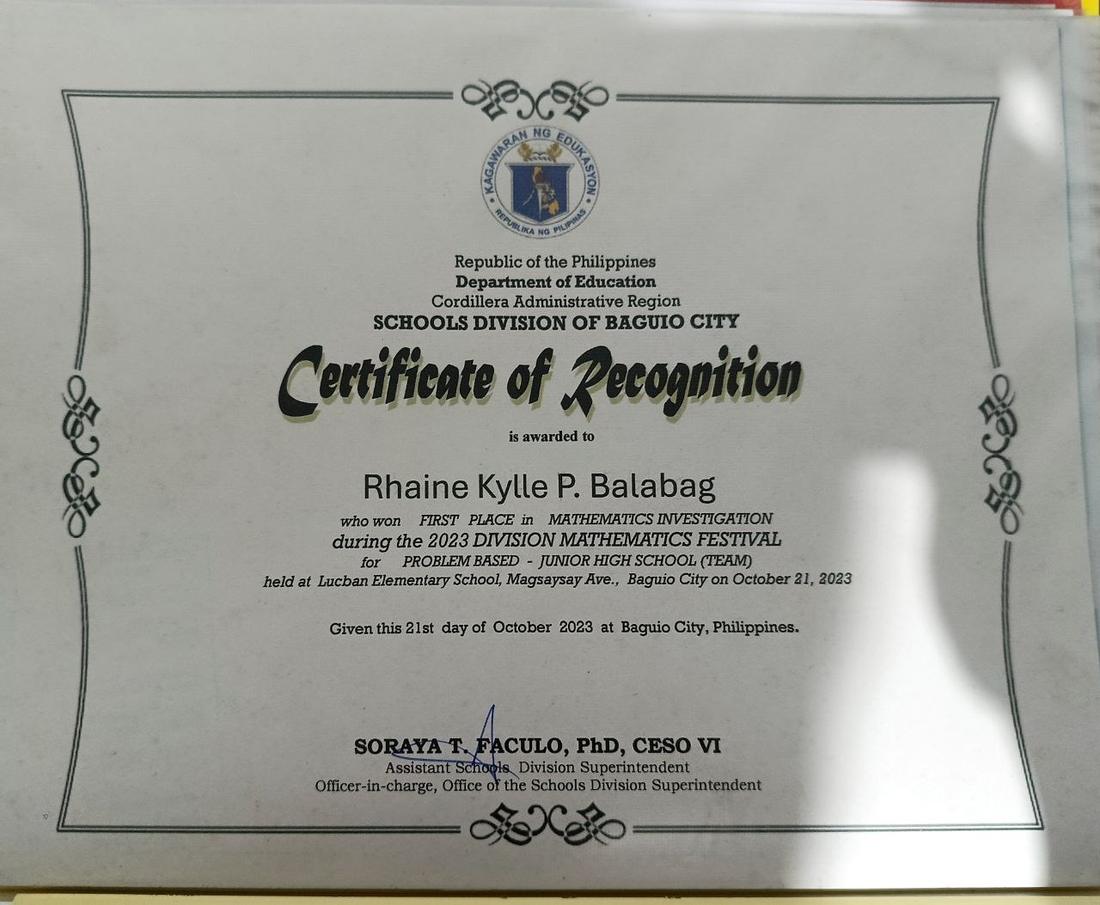 KAGAWARAN NG EDUKASYON
REPUBLIKA NG PILIPINAS
Republic of the Philippines
Department of Education
Cordillera Administrative Region
SCHOOLS DIVISION OF BAGUIO CITY
Certificate of Recognition
is awarded to
Rhaine Kylle P. Balabag
who won FIRST PLACE in MATHEMATICS INVESTIGATION
during the 2023 DIVISION MATHEMATICS FESTIVAL
for PROBLEM BASED - JUNIOR HIGH SCHOOL (TEAM)
held at Lucban Elementary School, Magsaysay Ave., Baguio City on October 21, 2023
Given this 21st day of October 2023 at Baguio City, Philippines.
SORAYA T. FACULO, PhD, CESO VI
Assistant Schools Division Superintendent
Officer-in-charge, Office of the Schools Division Superintendent